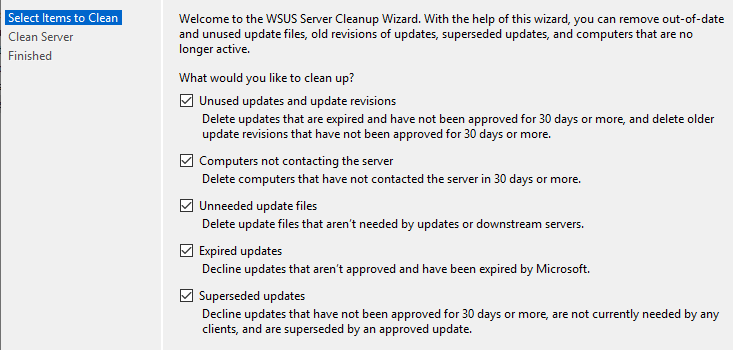 Select Items to Clean
Clean Server
Finished
Welcome to the WSUS Server Cleanup Wizard. With the help of this wizard, you can remove out-of-date
and unused update files, old revisions of updates, superseded updates, and computers that are no
longer active.
What would you like to clean up?
Unused updates and update revisions
Delete updates that are expired and have not been approved for 30 days or more, and delete older
update revisions that have not been approved for 30 days or more.
Computers not contacting the server
Delete computers that have not contacted the server in 30 days or more.
Unneeded update files
Delete update files that aren't needed by updates or downstream servers.
Expired updates
Decline updates that aren't approved and have been expired by Microsoft.
Superseded updates
Decline updates that have not been approved for 30 days or more, are not currently needed by any
clients, and are superseded by an approved update.